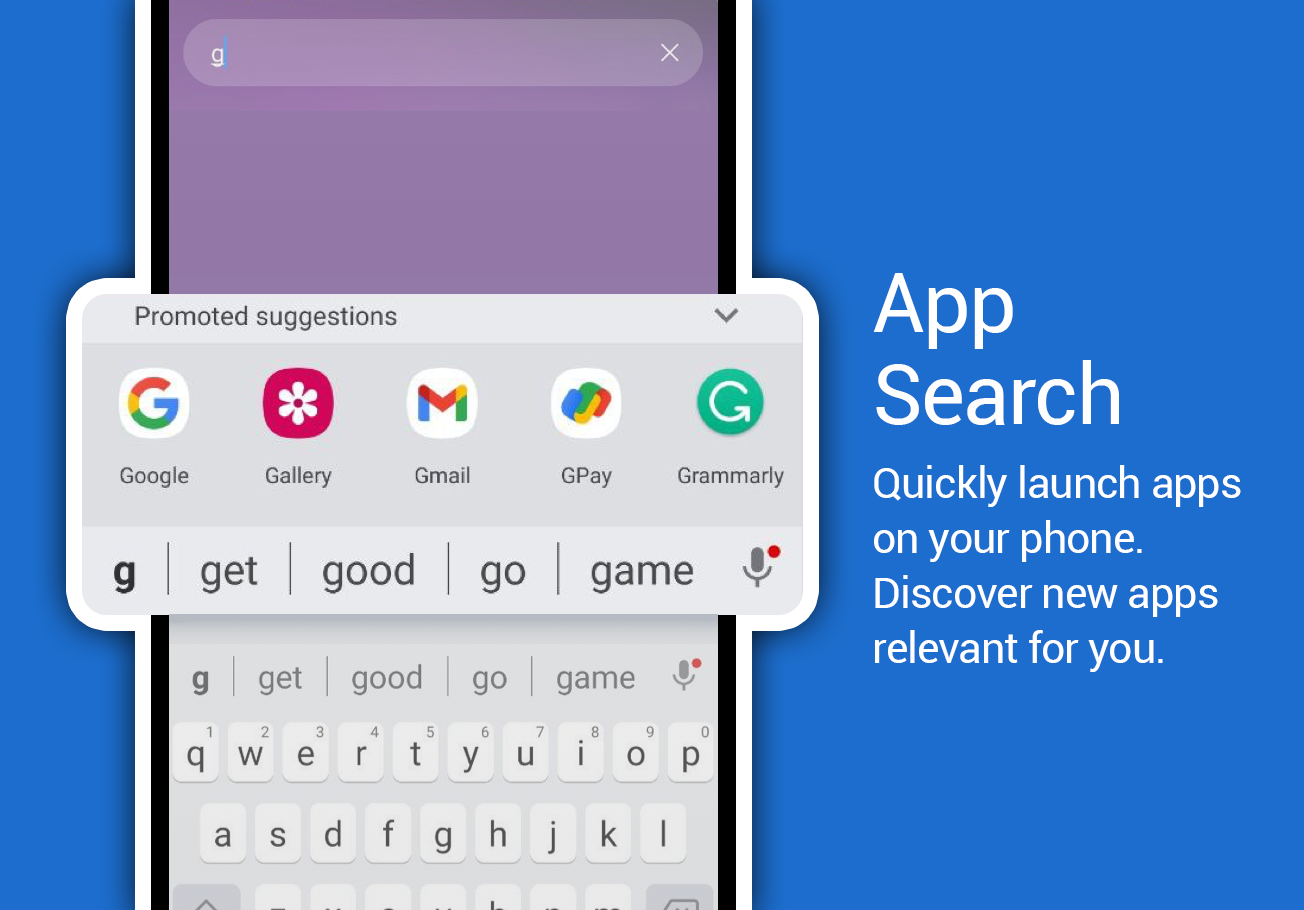 g
Promoted suggestions
Google Gallery Gmail GPay Grammarly
g get good go game
g get good go game
1 2 3 4 5 6 7 8 9 0
q w e r t y u i o p
a s d f g h j k l
App
Search
Quickly launch apps
on your phone.
Discover new apps
relevant for you.